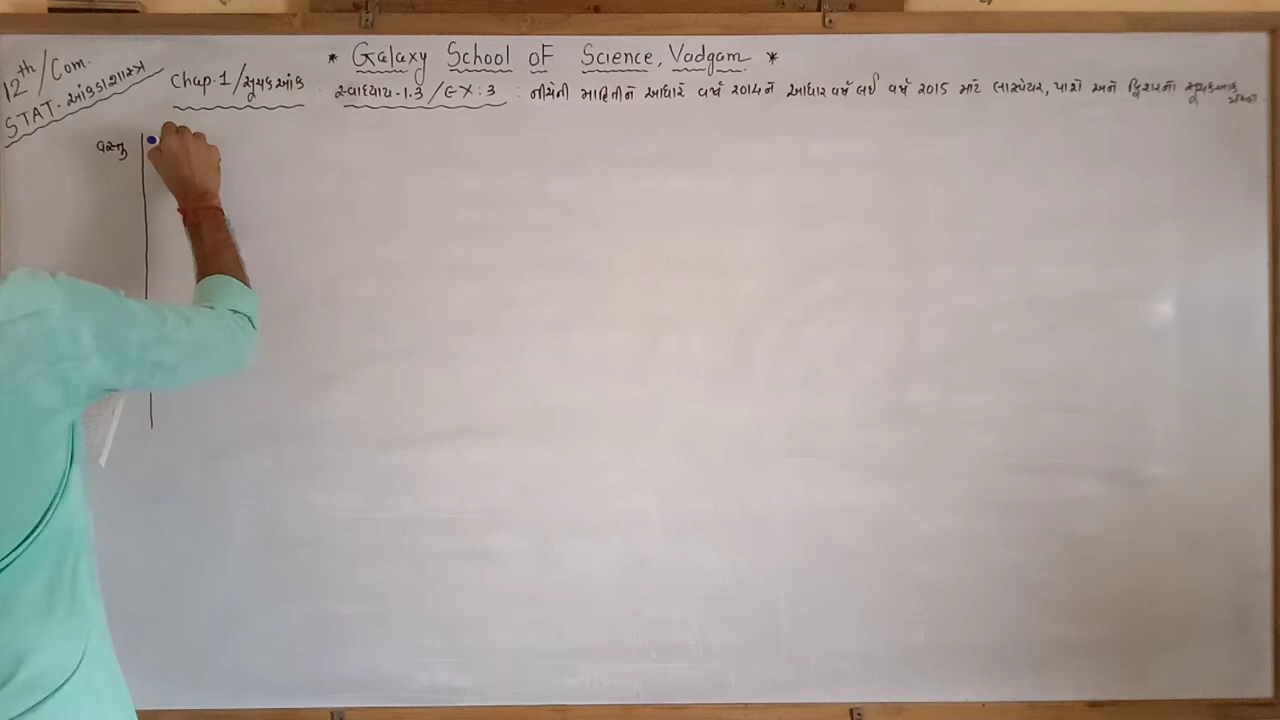 * Galaxy School of Science, Vadgam *
12th/Com.
STAT. આંકડાશાસ્ત્ર
Chap.1/સૂચકઆંક : સ્વાધ્યાય-1.3/EX:3 : નીચેની માહિતીને આધારે વર્ષ 2014ને આધાર વર્ષ લઈ વર્ષ 2015 માટે લાસ્પેયર, પાશે અને ફિશરના સૂચકઆંક
વસ્તુ